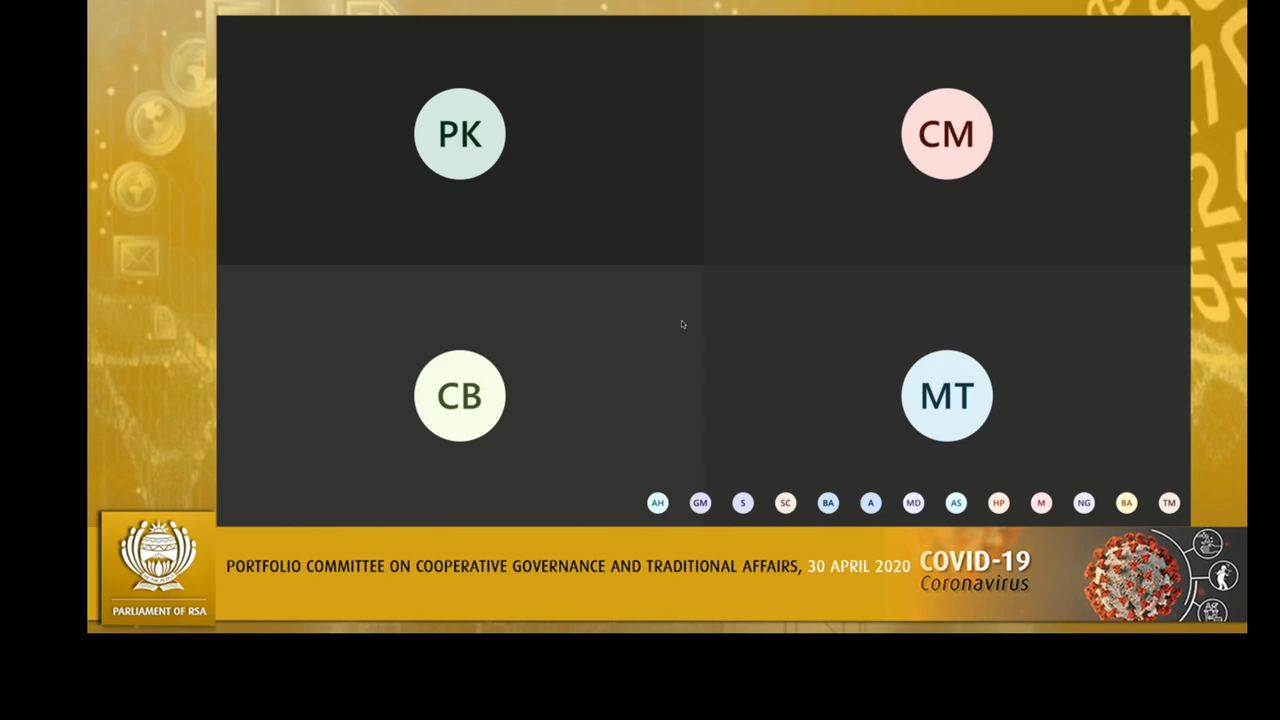 PK
CM
CB
MT
AH GM S SC BA A MD AS HP M NG BA TM
PORTFOLIO COMMITTEE ON COOPERATIVE GOVERNANCE AND TRADITIONAL AFFAIRS, 30 APRIL 2020
COVID-19
Coronavirus
PARLIAMENT OF RSA